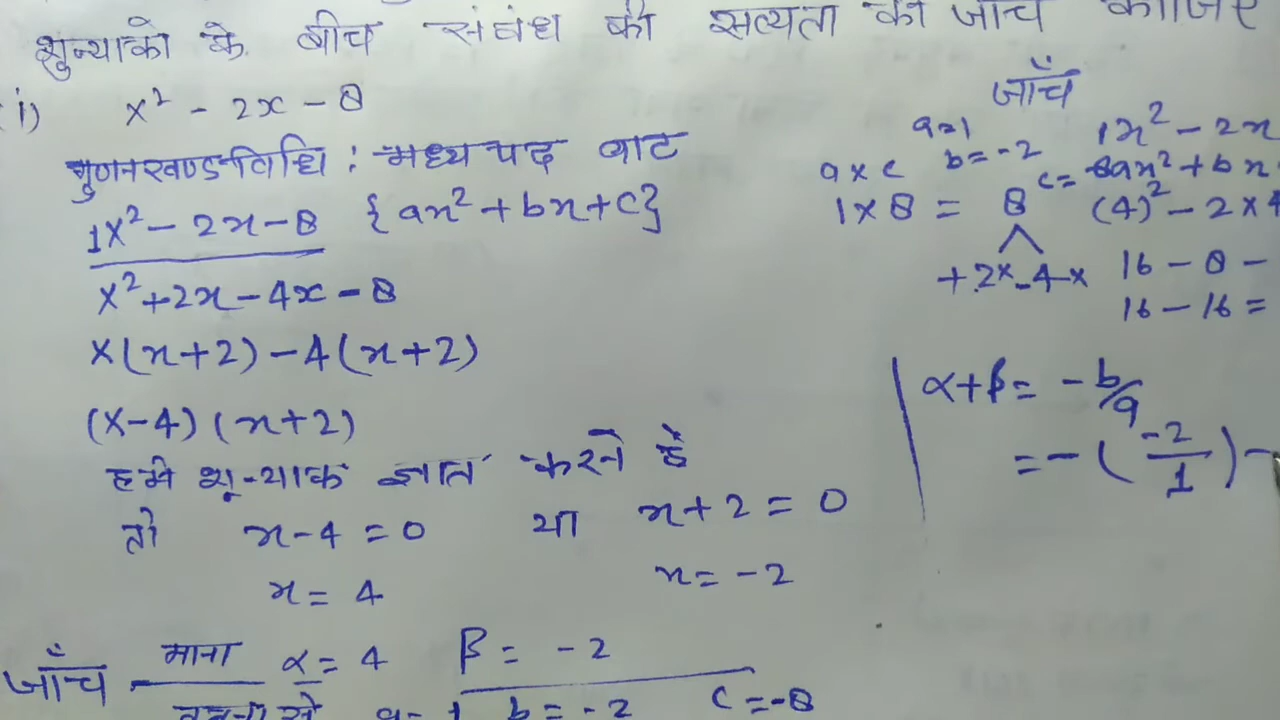 शुन्याको के बीच संबंध की सत्यता की जाँच कीजिए
i) x² - 2x - 8
गुणनखण्ड विधि : मध्य पद बाट
1x² - 2x - 8 {ax² + bx + c}
x² + 2x - 4x - 8
x(x+2) - 4(x+2)
(x-4) (x+2)
हमे शून्याक ज्ञात करने है
तो x - 4 = 0 या x + 2 = 0
x = 4 x = -2
जाँच माना α = 4 β = -2
b = -2 c = -8
जाँच
a=1 1x² - 2x
a x c b = -2 c = -8 ax² + bx
1 x 8 = 8 (4)² - 2 x 4
+2x -4x 16 - 8 -
16 - 16 =
α + β = -b/a
= - (-2/1) -